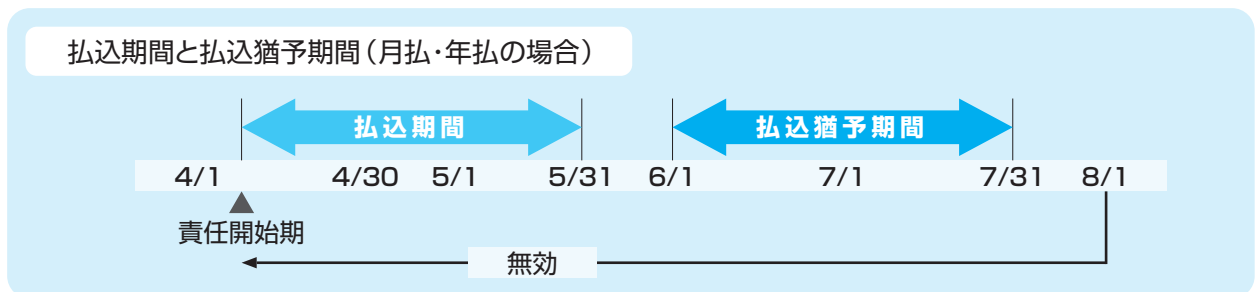 払込期間と払込猶予期間（月払・年払の場合）
払込期間
払込猶予期間
4/1 4/30 5/1 5/31 6/1 7/1 7/31 8/1
責任開始期
無効